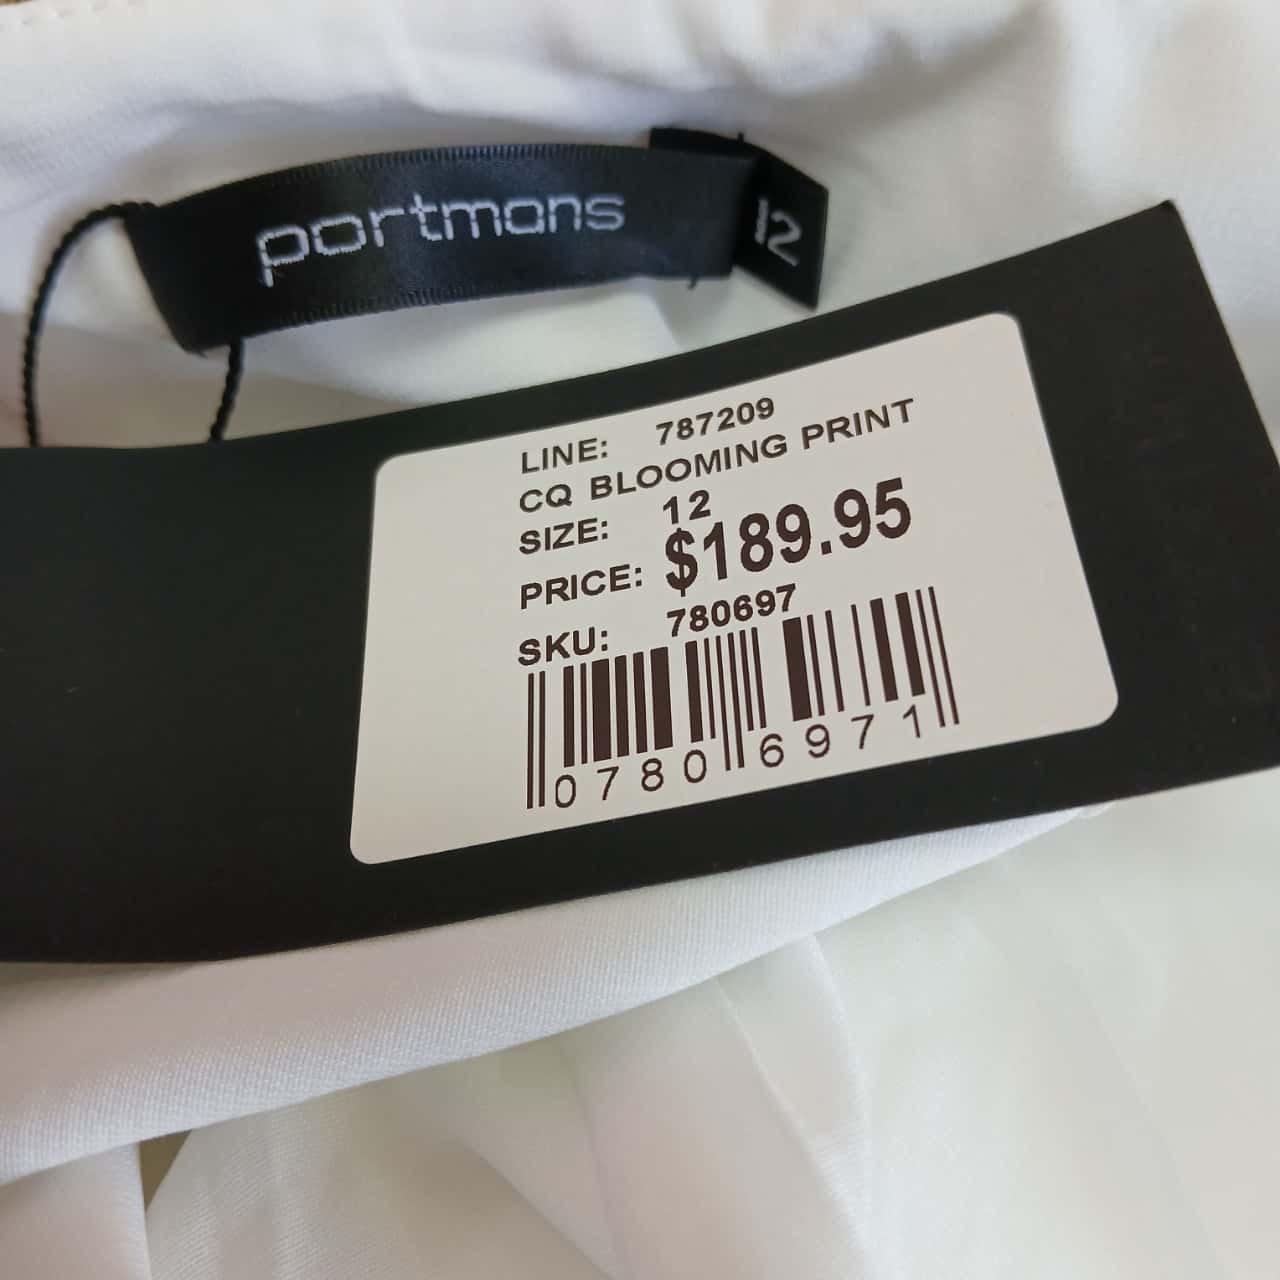 portmans
12
LINE: 787209
CQ BLOOMING PRINT
SIZE: 12
PRICE: $189.95
SKU: 780697
0780 6971